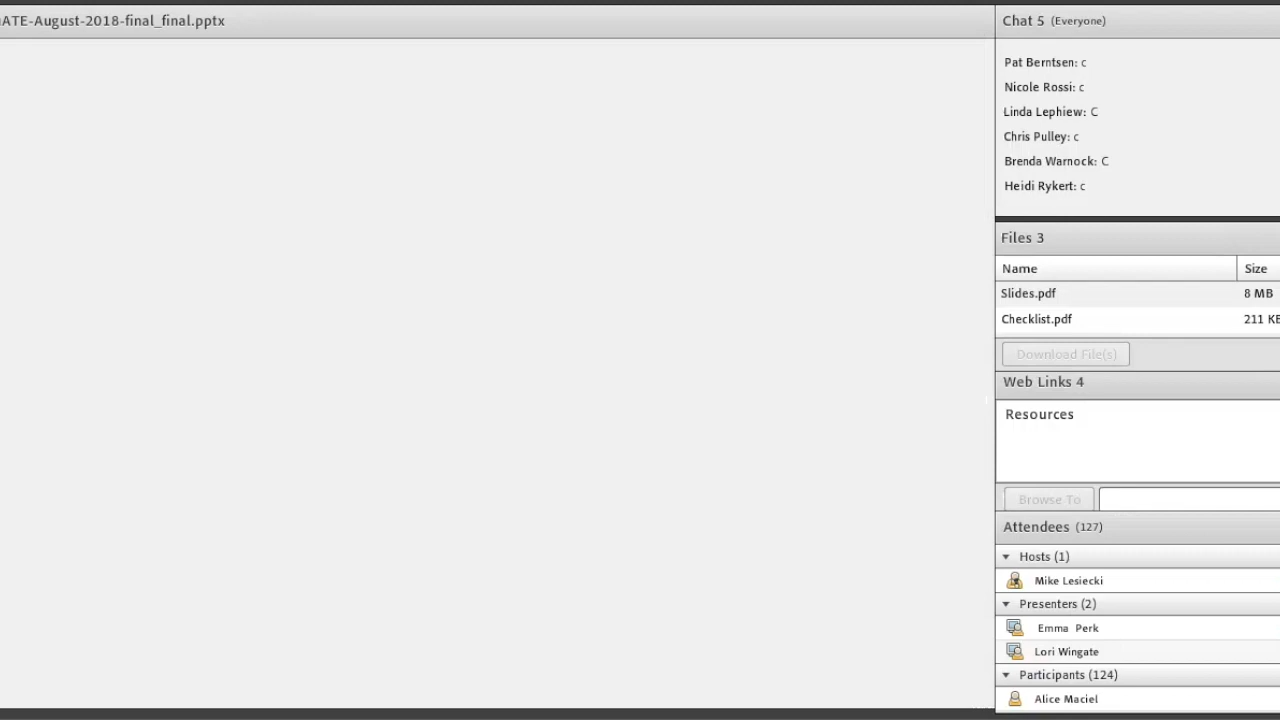 ATE-August-2018-final_final.pptx
Chat 5 (Everyone)
Pat Berntsen: c
Nicole Rossi: c
Linda Lephiew: C
Chris Pulley: c
Brenda Warnock: C
Heidi Rykert: c
Files 3
Name Size
Slides.pdf 8 MB
Checklist.pdf 211 KB
Download File(s)
Web Links 4
Resources
Browse To
Attendees (127)
Hosts (1)
Mike Lesiecki
Presenters (2)
Emma Perk
Lori Wingate
Participants (124)
Alice Maciel